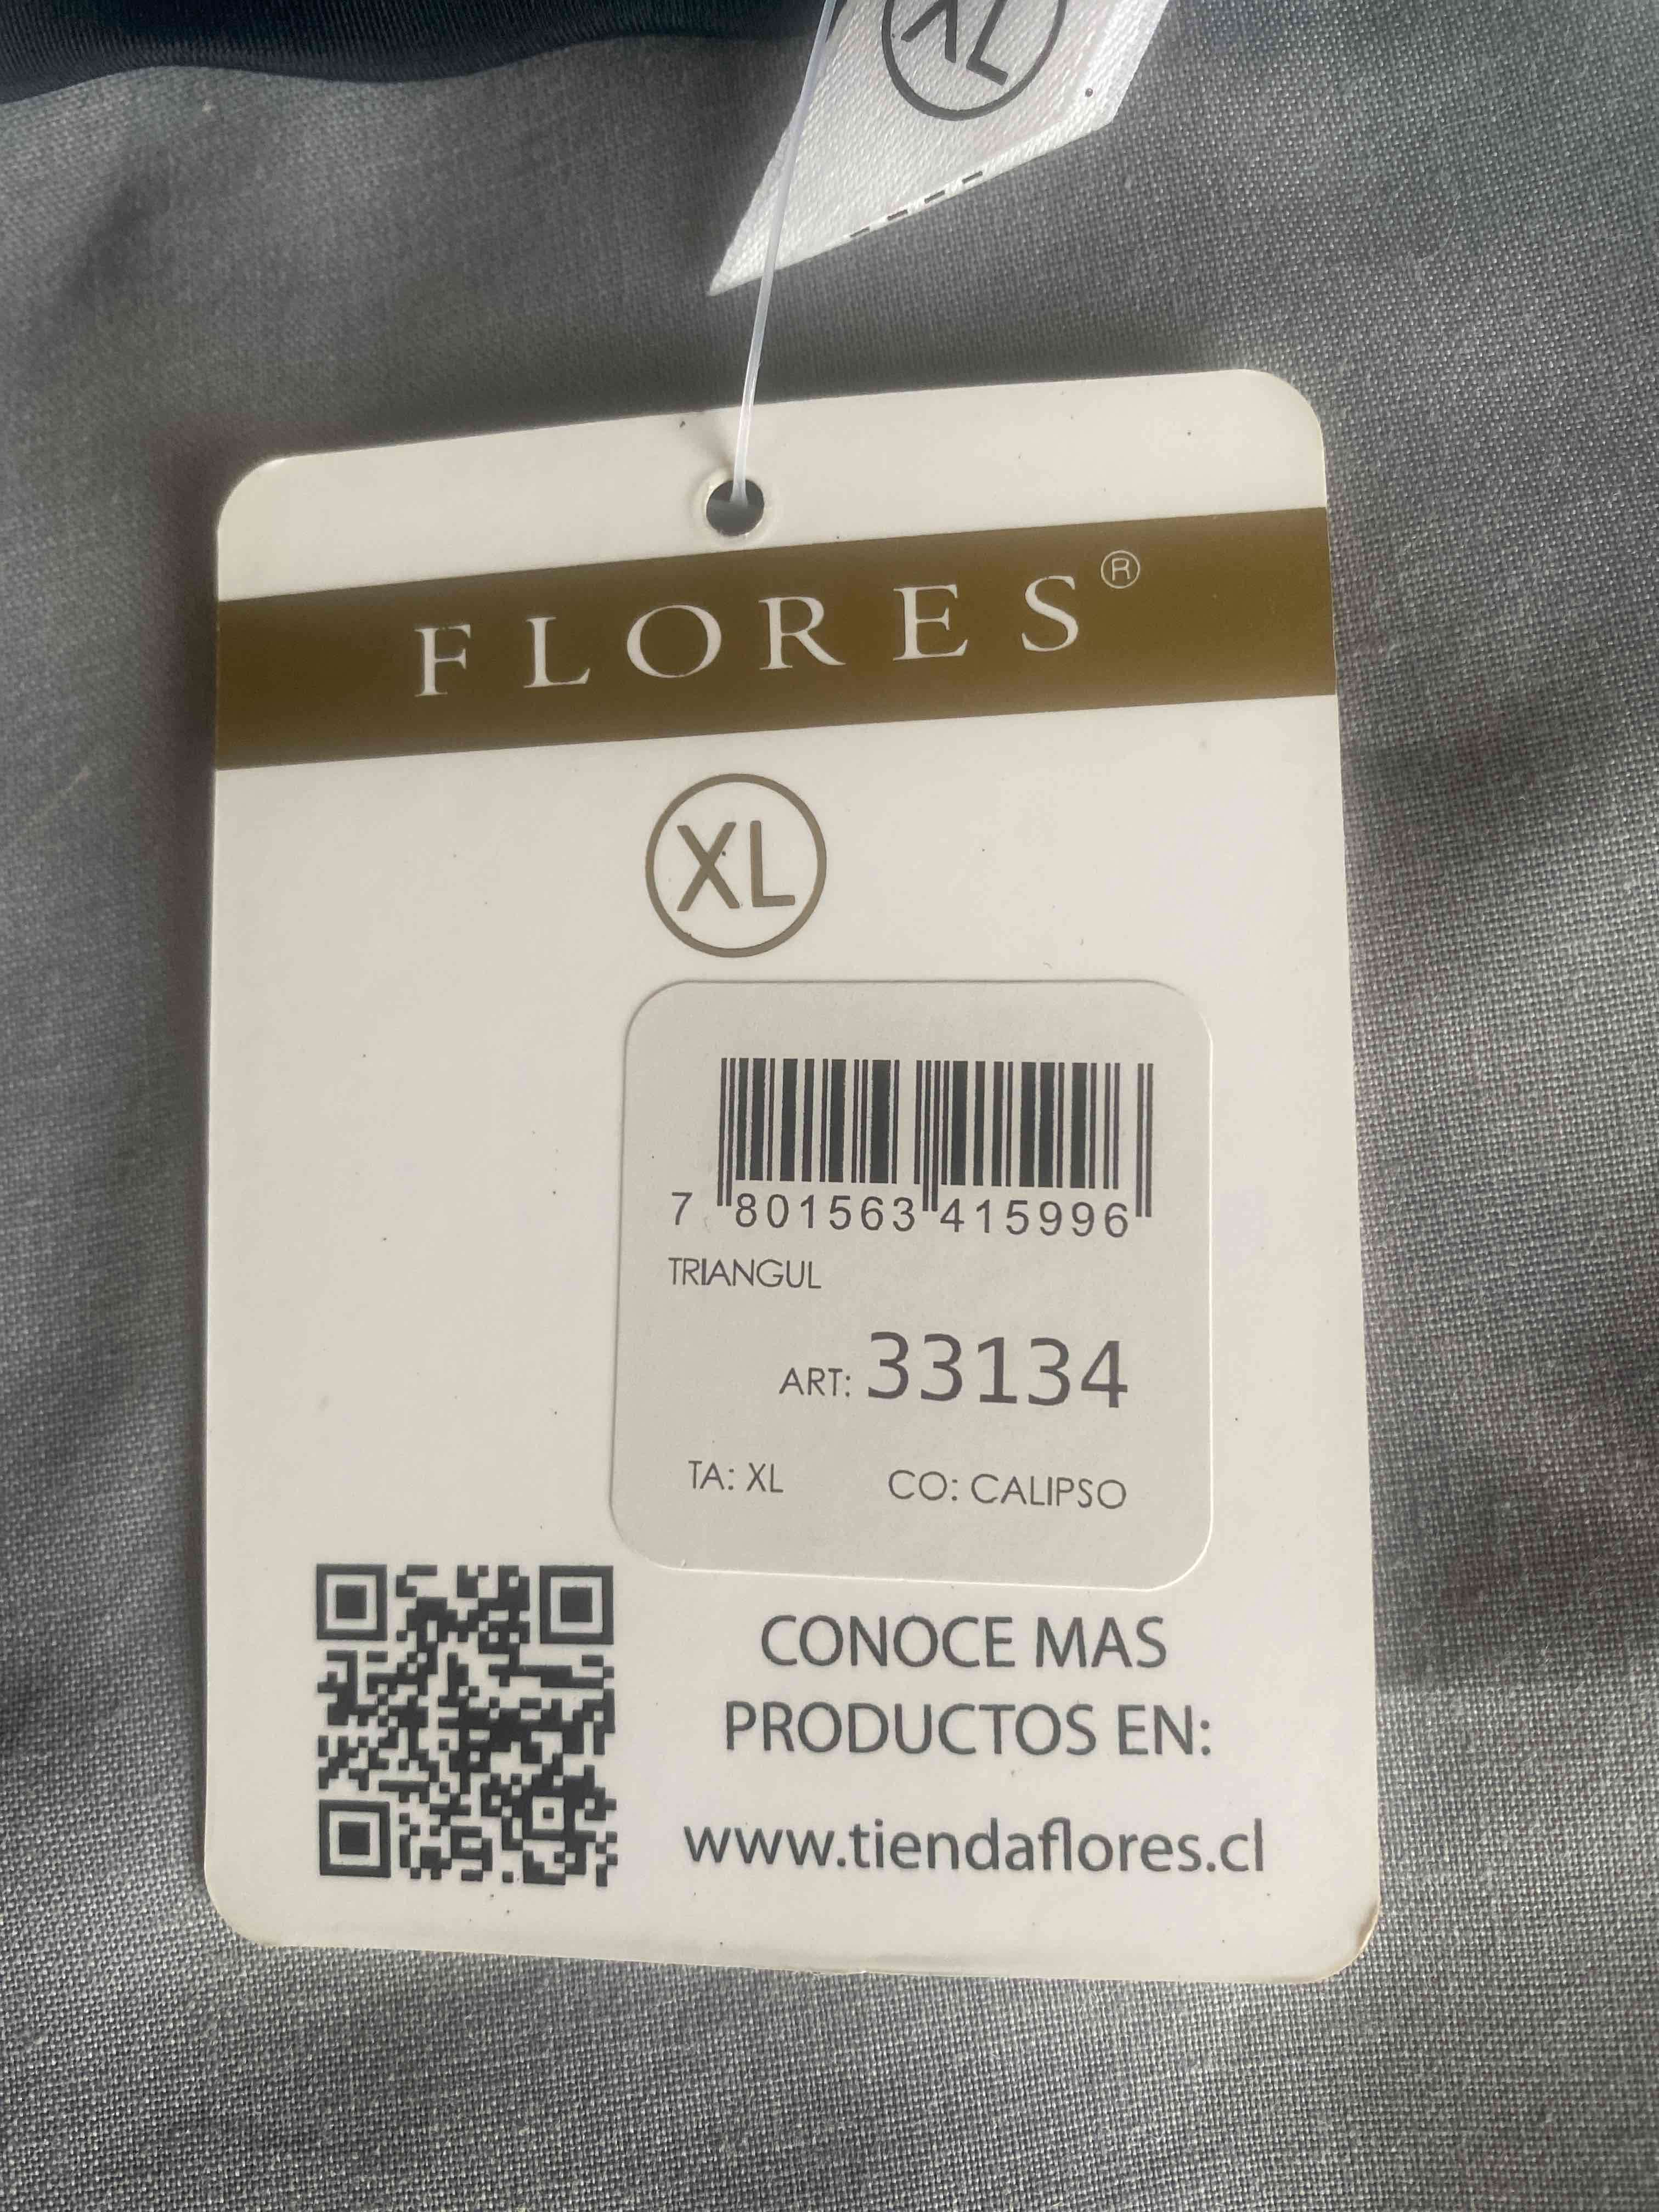 XL
FLORES®
XL
7 801563 415996
TRIANGUL
ART: 33134
TA: XL CO: CALIPSO
CONOCE MAS
PRODUCTOS EN:
www.tiendaflores.cl